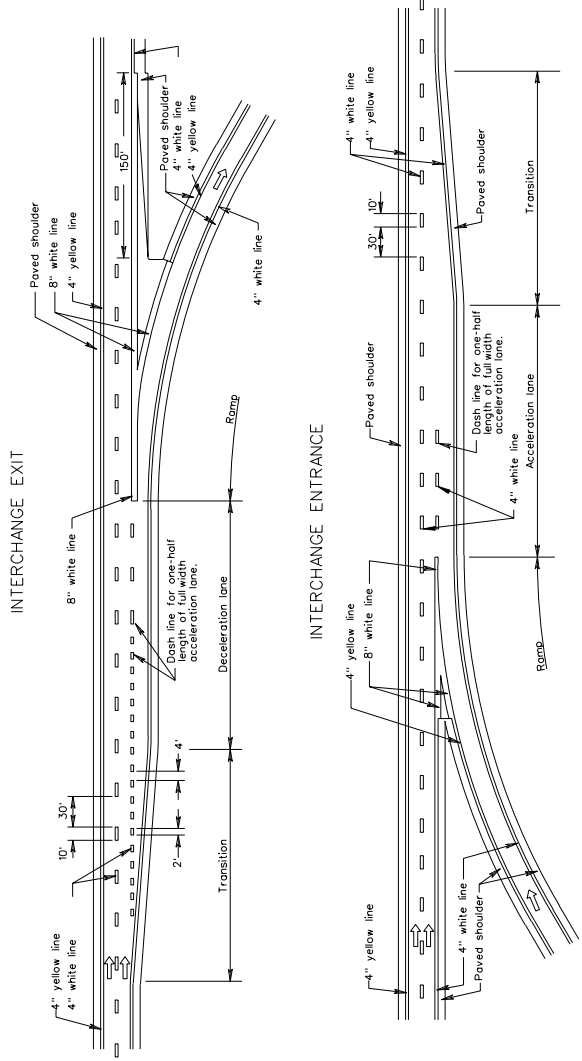 INTERCHANGE EXIT
4" yellow line
4" white line
10'
30'
2'
4'
Transition
Dash line for one-half
length of full width
acceleration lane.
Deceleration lane
8" white line
Ramp
Paved shoulder
8" white line
4" yellow line
150'
Paved shoulder
4" white line
4" yellow line
4" white line
INTERCHANGE ENTRANCE
4" yellow line
4" white line
Paved shoulder
4" yellow line
8" white line
Ramp
Paved shoulder
4" white line
Dash line for one-half
length of full width
acceleration lane.
Acceleration lane
30'
10'
4" white line
4" yellow line
Paved shoulder
Transition